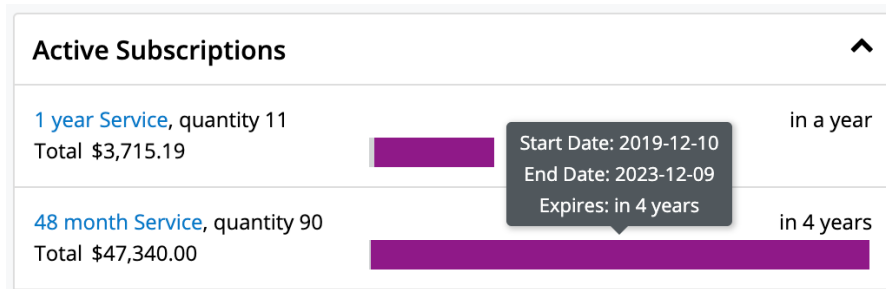 Active Subscriptions
1 year Service, quantity 11
in a year
Total $3,715.19
Start Date: 2019-12-10
End Date: 2023-12-09
Expires: in 4 years
48 month Service, quantity 90
in 4 years
Total $47,340.00